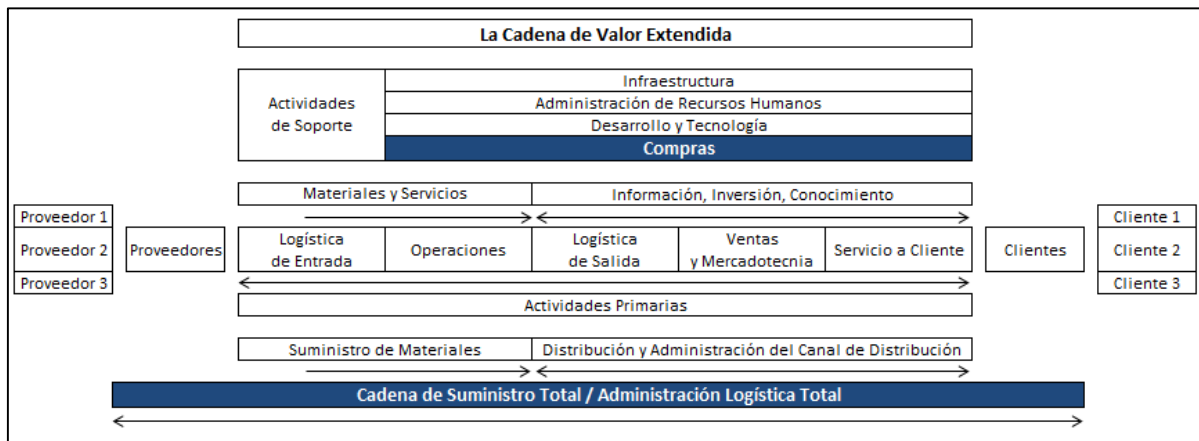 La Cadena de Valor Extendida
Actividades
de Soporte
Infraestructura
Administración de Recursos Humanos
Desarrollo y Tecnología
Compras
Materiales y Servicios
Información, Inversión, Conocimiento
Proveedor 1
Proveedor 2
Proveedor 3
Proveedores
Logística
de Entrada
Operaciones
Logística
de Salida
Ventas
y Mercadotecnia
Servicio a Cliente
Clientes
Cliente 1
Cliente 2
Cliente 3
Actividades Primarias
Suministro de Materiales
Distribución y Administración del Canal de Distribución
Cadena de Suministro Total / Administración Logística Total